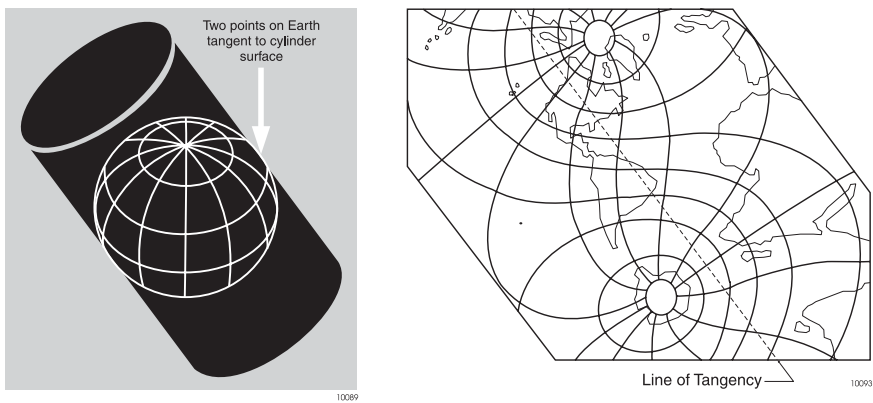 Two points on Earth
tangent to cylinder
surface
10089
Line of Tangency
10093